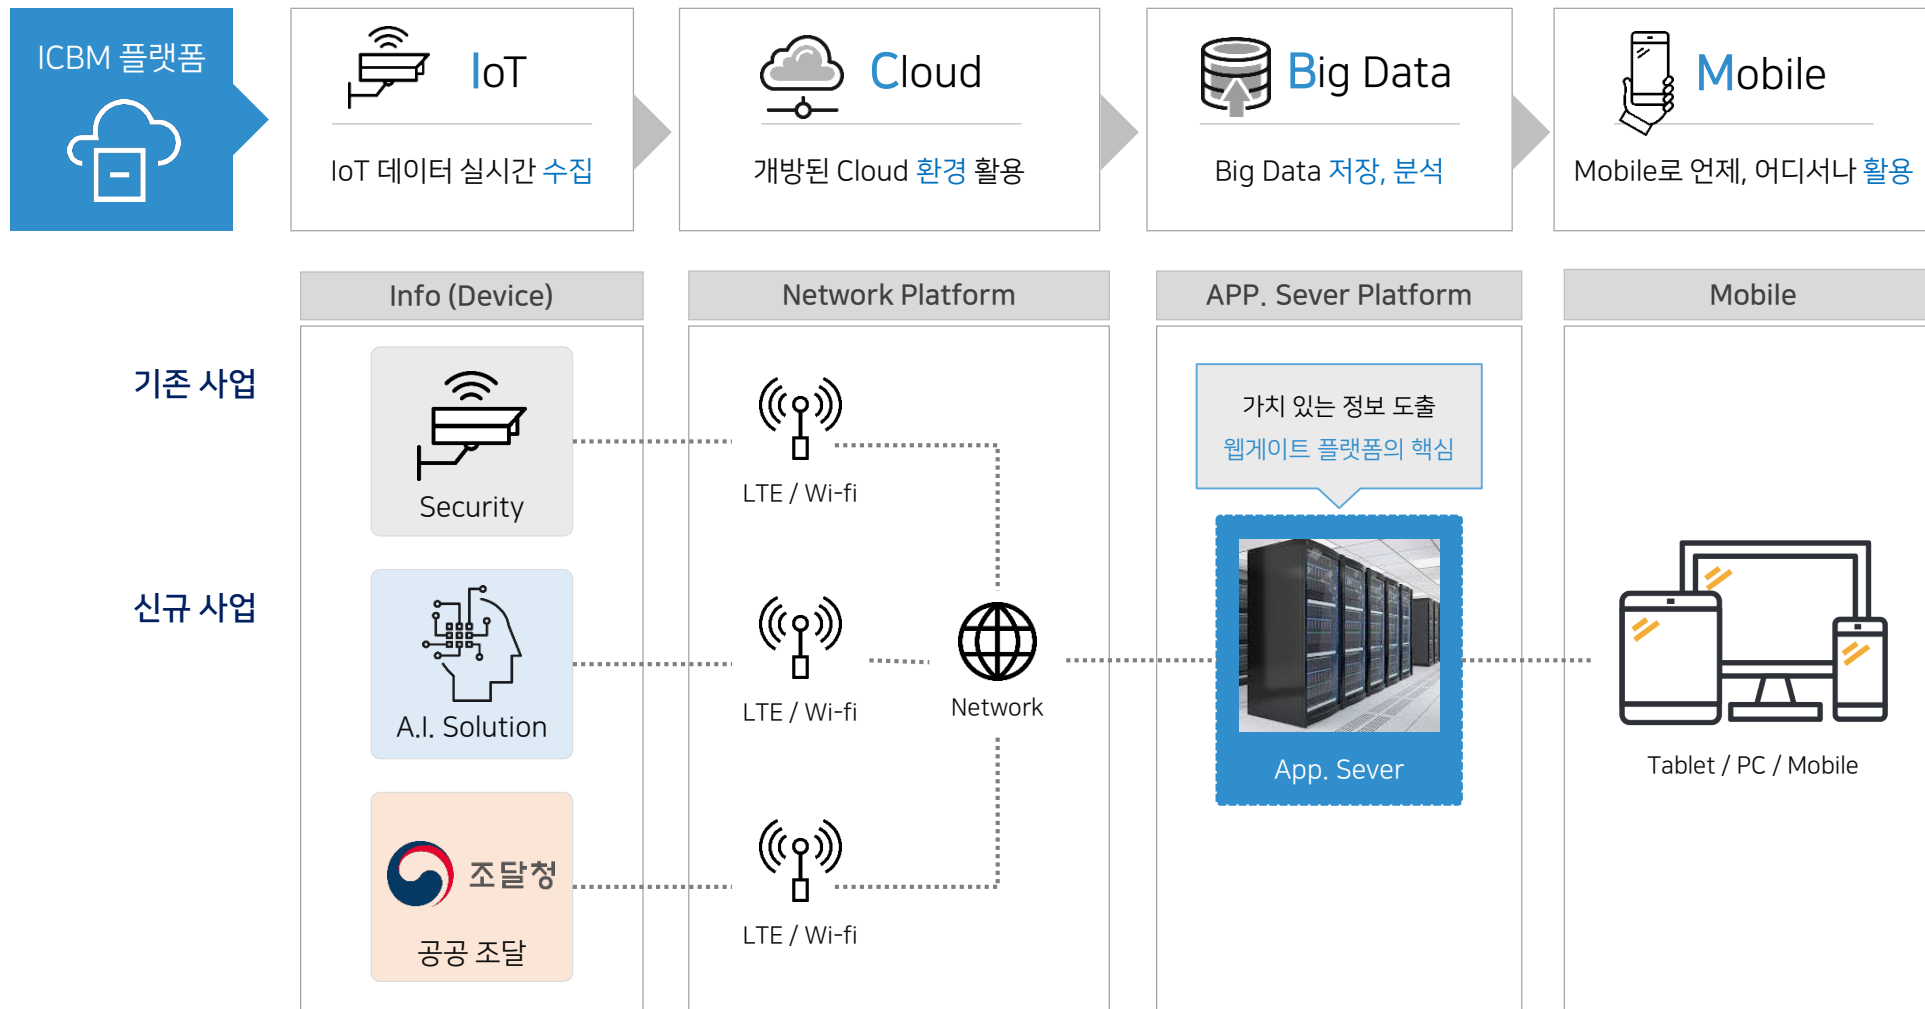 ICBM 플랫폼
IoT
IoT 데이터 실시간 수집
Cloud
개방된 Cloud 환경 활용
Big Data
Big Data 저장, 분석
Mobile
Mobile로 언제, 어디서나 활용
Info (Device)
Network Platform
APP. Sever Platform
Mobile
기존 사업
Security
LTE / Wi-fi
가치 있는 정보 도출
웹게이트 플랫폼의 핵심
신규 사업
A.I. Solution
LTE / Wi-fi
Network
App. Sever
Tablet / PC / Mobile
조달청
공공 조달
LTE / Wi-fi